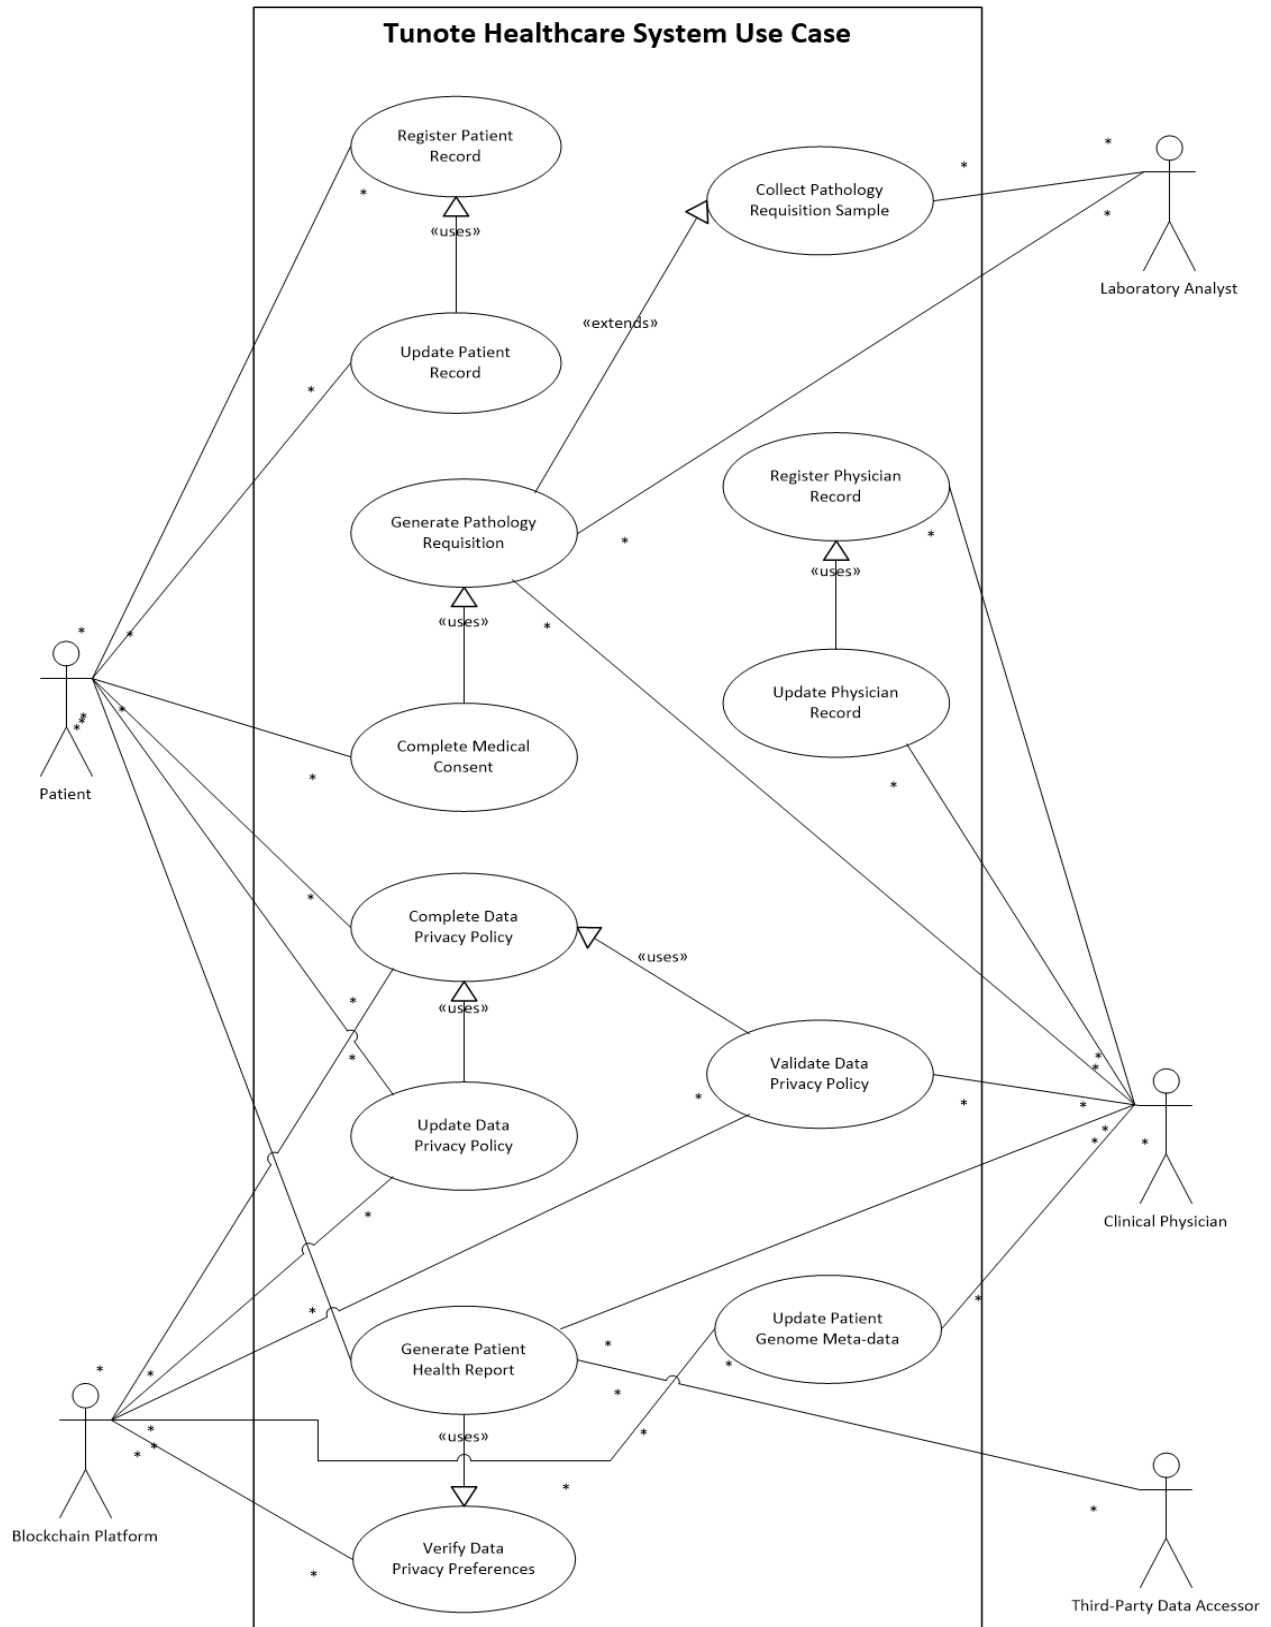 Tunote Healthcare System Use Case
Register Patient
Record
«uses»
Update Patient
Record
Collect Pathology
Requisition Sample
Laboratory Analyst
«extends»
Generate Pathology
Requisition
«uses»
Register Physician
Record
«uses»
Update Physician
Record
Complete Medical
Consent
Patient
Complete Data
Privacy Policy
«uses»
«uses»
Validate Data
Privacy Policy
Update Data
Privacy Policy
Clinical Physician
Update Patient
Genome Meta-data
Generate Patient
Health Report
«uses»
Blockchain Platform
Verify Data
Privacy Preferences
Third-Party Data Accessor